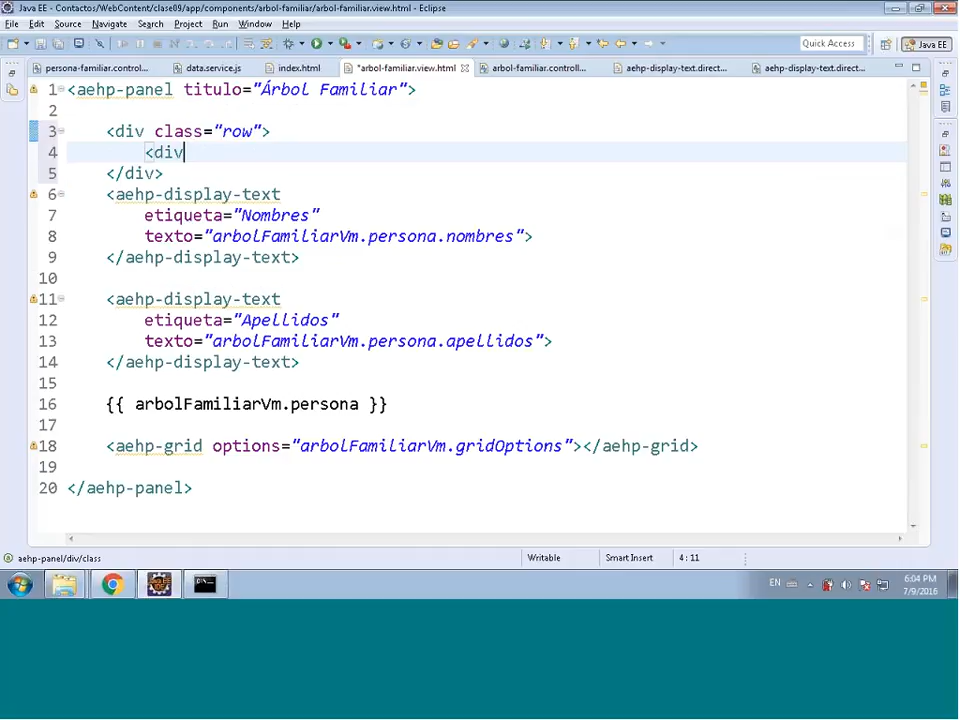 Java EE - Contactos/WebContent/clase09/app/components/arbol-familiar/arbol-familiar.view.html - Eclipse
File Edit Source Navigate Search Project Run Window Help
Quick Access Java EE
persona-familiar.controll... data.service.js index.html *arbol-familiar.view.html arbol-familiar.controll... aehp-display-text.direct... aehp-display-text.direct...
1 <aehp-panel titulo="Árbol Familiar">
2
3 <div class="row">
4 <div
5 </div>
6 <aehp-display-text
7 etiqueta="Nombres"
8 texto="arbolFamiliarVm.persona.nombres">
9 </aehp-display-text>
10
11 <aehp-display-text
12 etiqueta="Apellidos"
13 texto="arbolFamiliarVm.persona.apellidos">
14 </aehp-display-text>
15
16 {{ arbolFamiliarVm.persona }}
17
18 <aehp-grid options="arbolFamiliarVm.gridOptions"></aehp-grid>
19
20 </aehp-panel>
aehp-panel/div/class Writable Smart Insert 4 : 11
EN 6:04 PM
7/9/2016